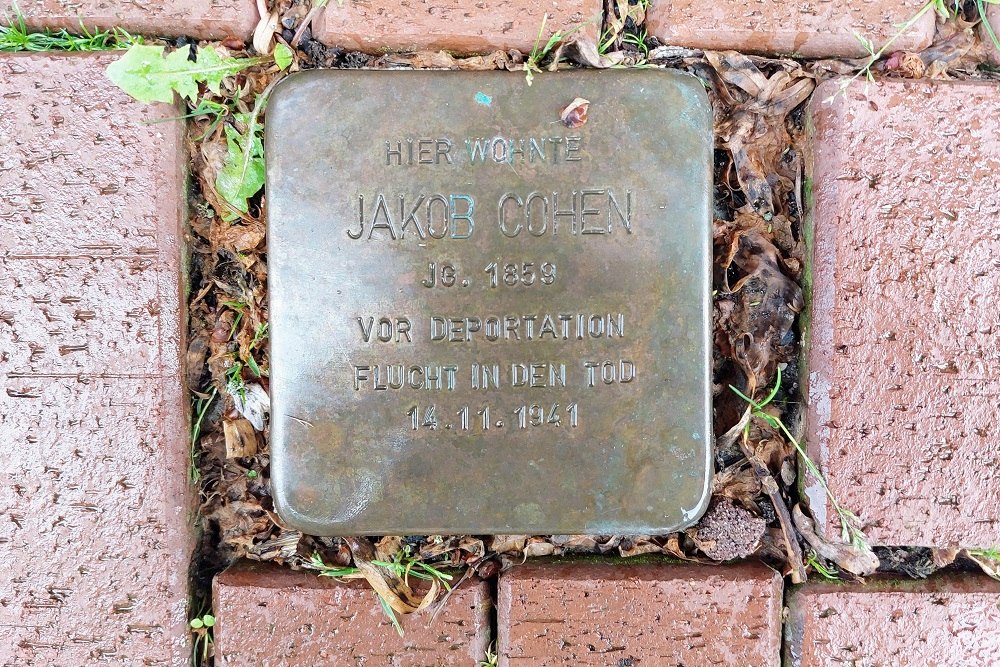 HIER WOHNTE
JAKOB COHEN
JG. 1859
VOR DEPORTATION
FLUCHT IN DEN TOD
14.11.1941